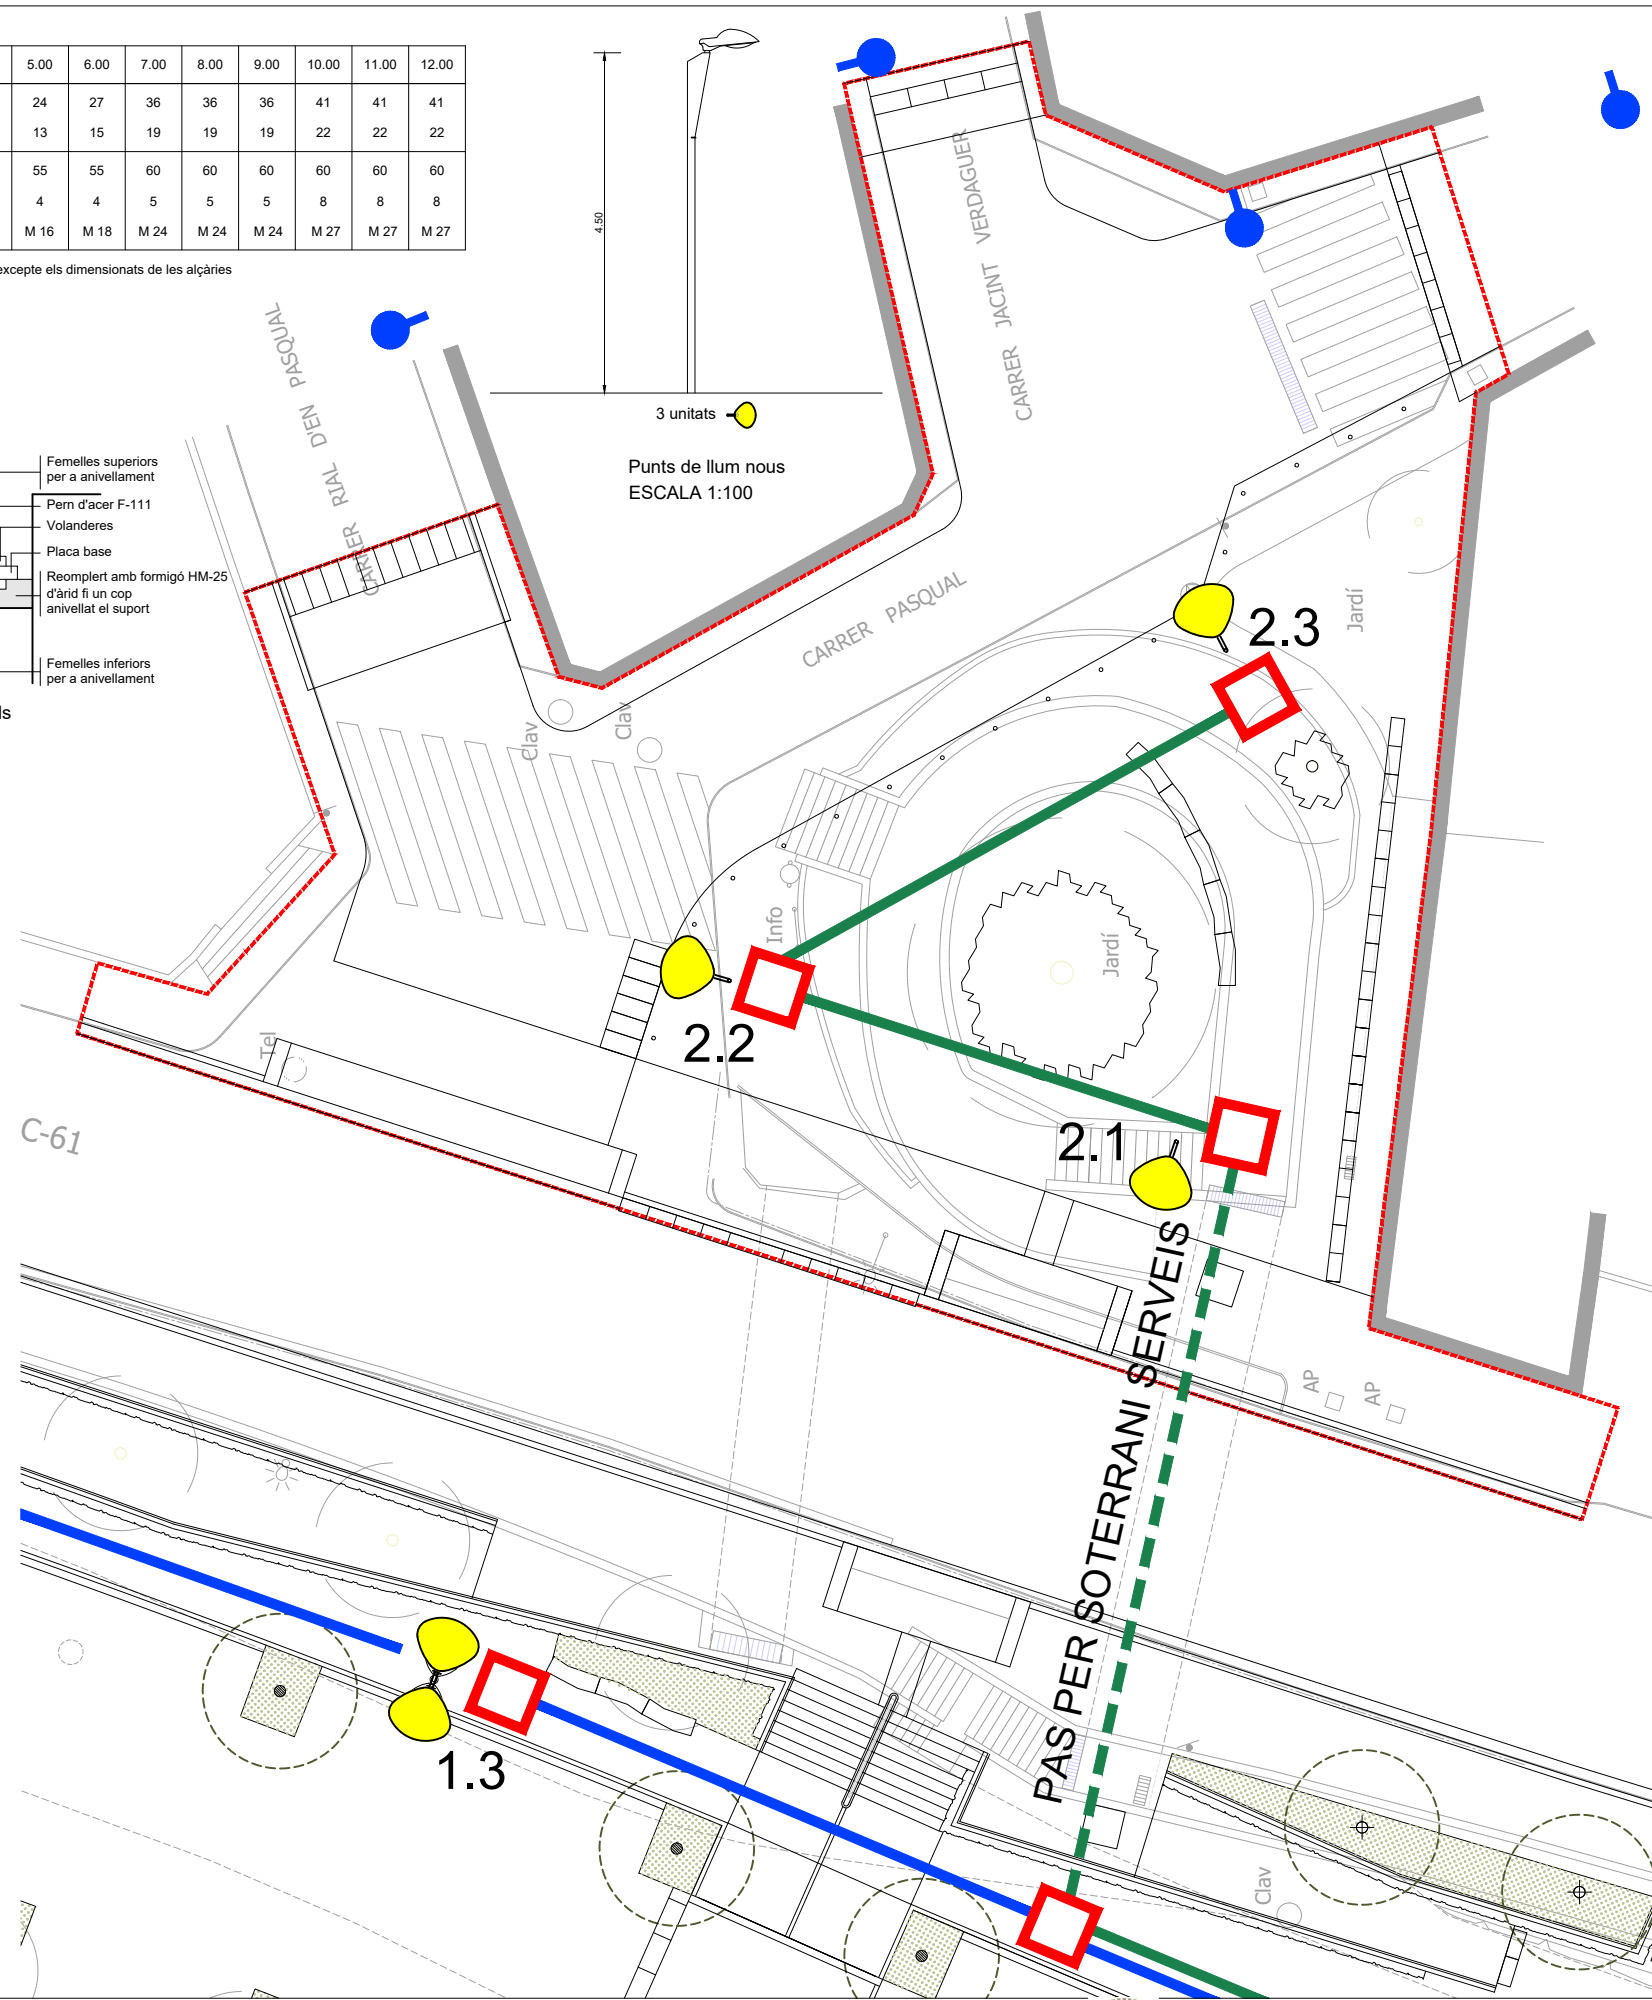 5.00 6.00 7.00 8.00 9.00 10.00 11.00 12.00
24 27 36 36 36 41 41 41
13 15 19 19 19 22 22 22
55 55 60 60 60 60 60 60
4 4 5 5 5 8 8 8
M 16 M 18 M 24 M 24 M 24 M 27 M 27 M 27
excepte els dimensionats de les alçàries
4.50
3 unitats
Punts de llum nous
ESCALA 1:100
Femelles superiors
per a anivellament
Pern d'acer F-111
Volanderes
Placa base
Reomplert amb formigó HM-25
d'àrid fi un cop
anivellat el suport
Femelles inferiors
per a anivellament
ls
CARRER RIAL D'EN PASQUAL
CARRER JACINT VERDAGUER
CARRER PASQUAL
Jardí
2.3
Clav
Clav
Info
Jardí
2.2
Tel
2.1
C-61
PAS PER SOTERRANI SERVEIS
AP
AP
1.3
Clav